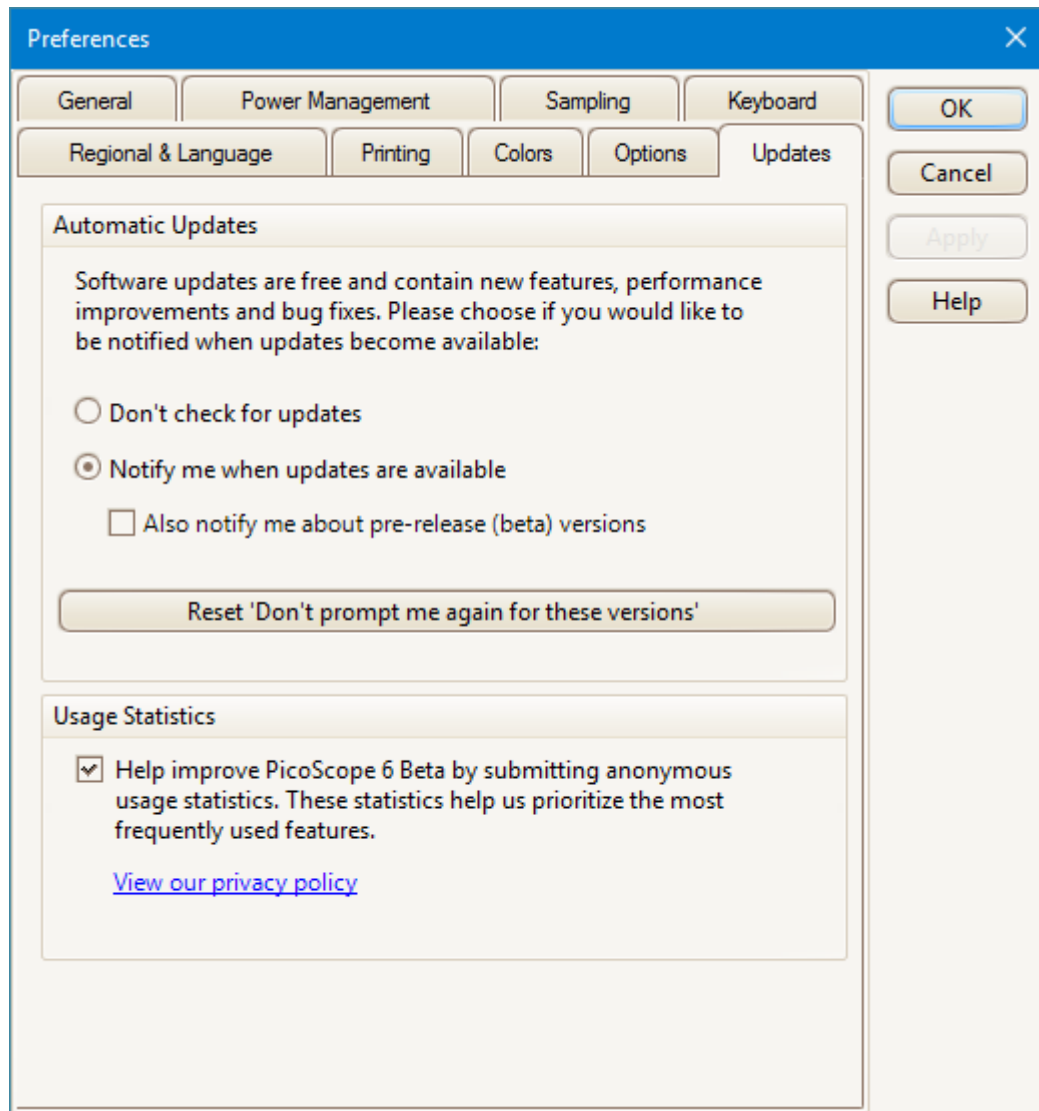 Preferences
General Power Management Sampling Keyboard
Regional & Language Printing Colors Options Updates
OK
Cancel
Apply
Help
Automatic Updates
Software updates are free and contain new features, performance
improvements and bug fixes. Please choose if you would like to
be notified when updates become available:
Don't check for updates
Notify me when updates are available
Also notify me about pre-release (beta) versions
Reset 'Don't prompt me again for these versions'
Usage Statistics
Help improve PicoScope 6 Beta by submitting anonymous
usage statistics. These statistics help us prioritize the most
frequently used features.
View our privacy policy